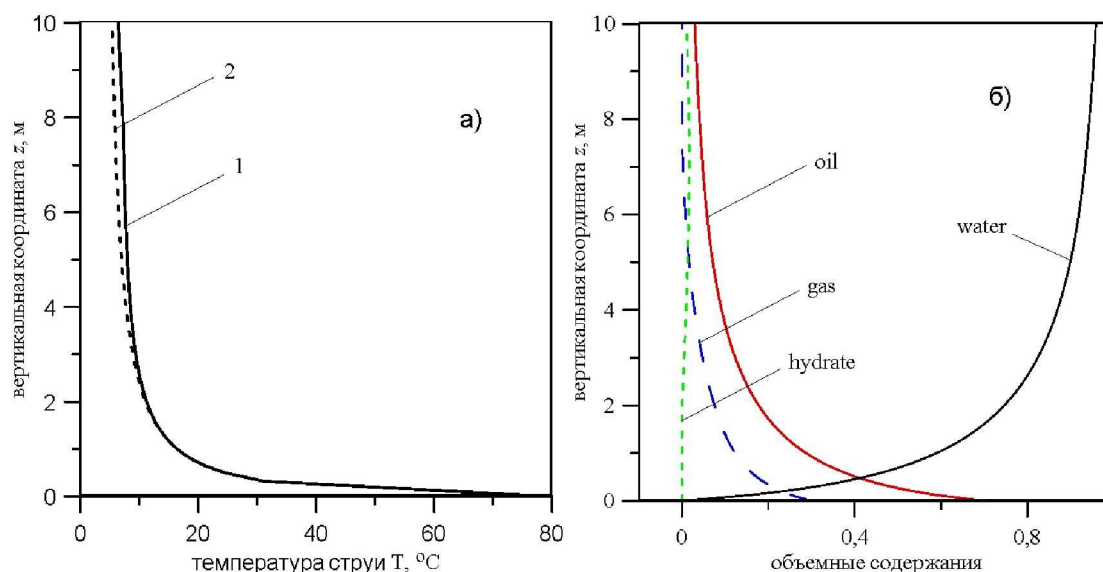 10
8
6
4
2
0
вертикальная координата z, м
2
1
а)
0
20
40
60
80
температура струи T, °C
10
8
6
4
2
0
вертикальная координата z, м
б)
oil
water
gas
hydrate
0
0,4
0,8
объемные содержания